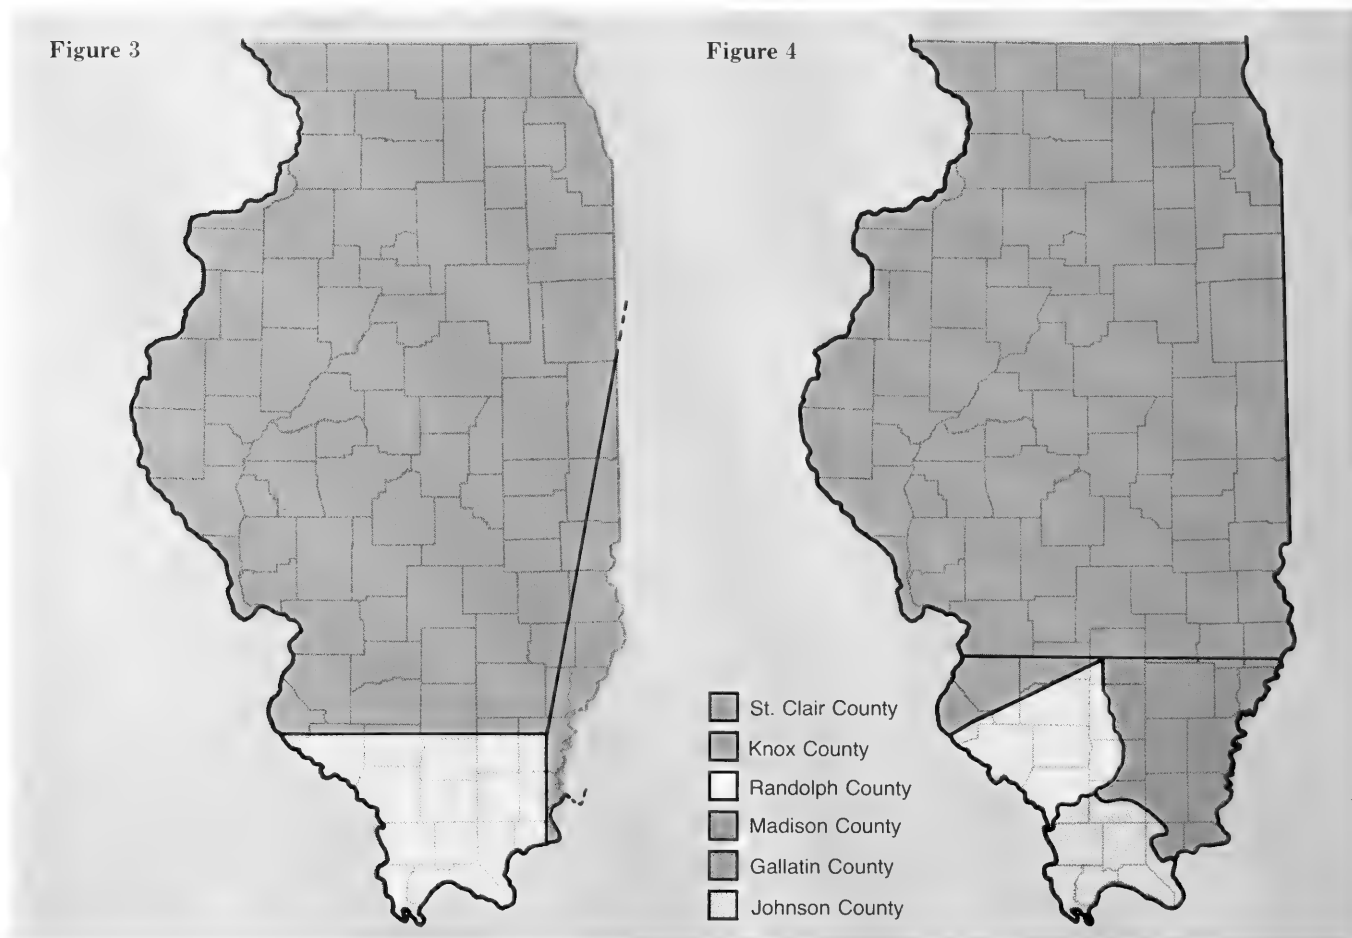 Figure 3
Figure 4
St. Clair County
Knox County
Randolph County
Madison County
Gallatin County
Johnson County